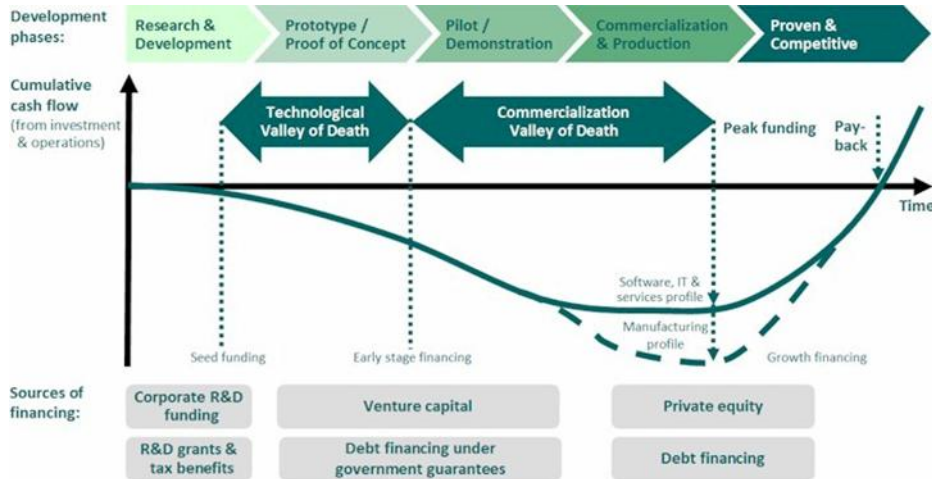 Development
phases:
Research &
Development
Prototype /
Proof of Concept
Pilot /
Demonstration
Commercialization
& Production
Proven &
Competitive
Cumulative
cash flow
(from investment
& operations)
Technological
Valley of Death
Commercialization
Valley of Death
Peak funding
Pay-
back
Time
Software, IT &
services profile
Manufacturing
profile
Seed funding
Early stage financing
Growth financing
Sources of
financing:
Corporate R&D
funding
Venture capital
Private equity
R&D grants &
tax benefits
Debt financing under
government guarantees
Debt financing